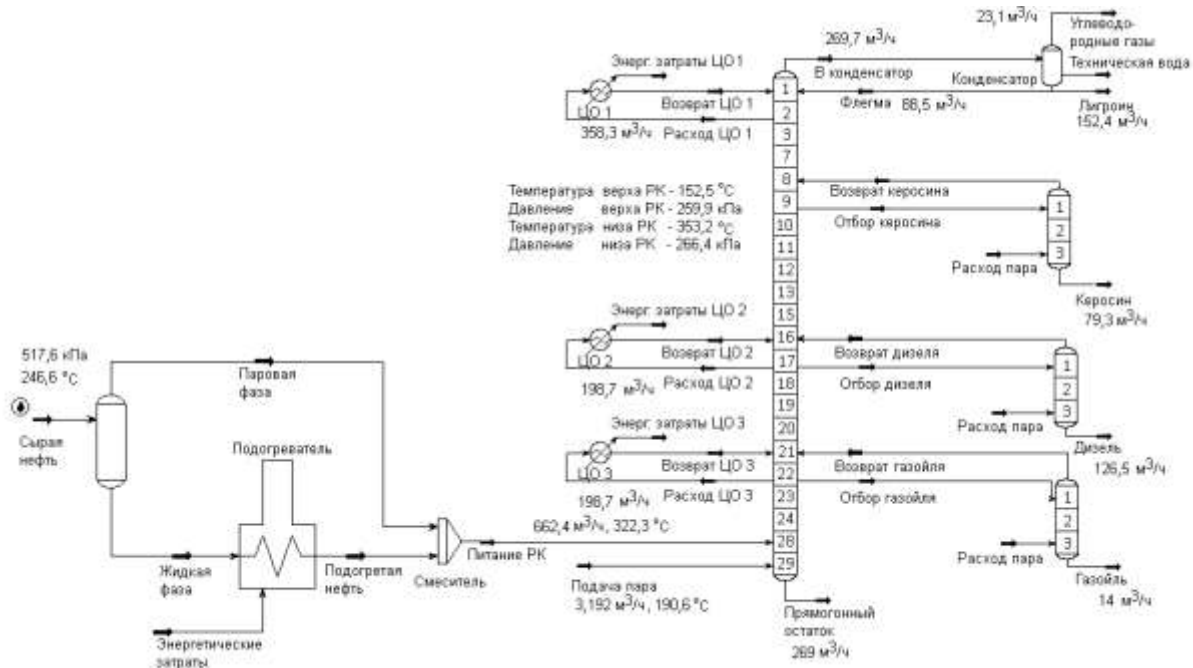 23,1 м³/ч
Углеводо-
родные газы
269,7 м³/ч
В конденсатор
Конденсатор
Техническая вода
Флегма
88,5 м³/ч
Лигроин
152,4 м³/ч
Энерг. затраты ЦО1
ЦО 1
Возврат ЦО 1
358,3 м³/ч
Расход ЦО 1
1
2
3
7
8
9
10
11
12
13
15
16
17
18
19
20
21
22
23
24
28
29
Температура верха РК - 152,5 °С
Давление верха РК - 259,9 кПа
Температура низа РК - 353,2 °С
Давление низа РК - 266,4 кПа
Возврат керосина
Отбор керосина
1
2
3
Расход пара
Керосин
79,3 м³/ч
Энерг. затраты ЦО 2
ЦО 2
Возврат ЦО 2
198,7 м³/ч
Расход ЦО 2
Возврат дизеля
Отбор дизеля
1
2
3
Расход пара
Дизель
126,5 м³/ч
Энерг. затраты ЦО 3
ЦО 3
Возврат ЦО 3
198,7 м³/ч
Расход ЦО 3
Возврат газойля
Отбор газойля
1
2
3
Расход пара
Газойль
14 м³/ч
517,6 кПа
246,6 °С
Сырая
нефть
Паровая
фаза
Подогреватель
Жидкая
фаза
Подогретая
нефть
Смеситель
Энергетические
затраты
662,4 м³/ч, 322,3 °С
Питание РК
Подача пара
3,192 м³/ч, 190,6 °С
Прямогонный
остаток
269 м³/ч